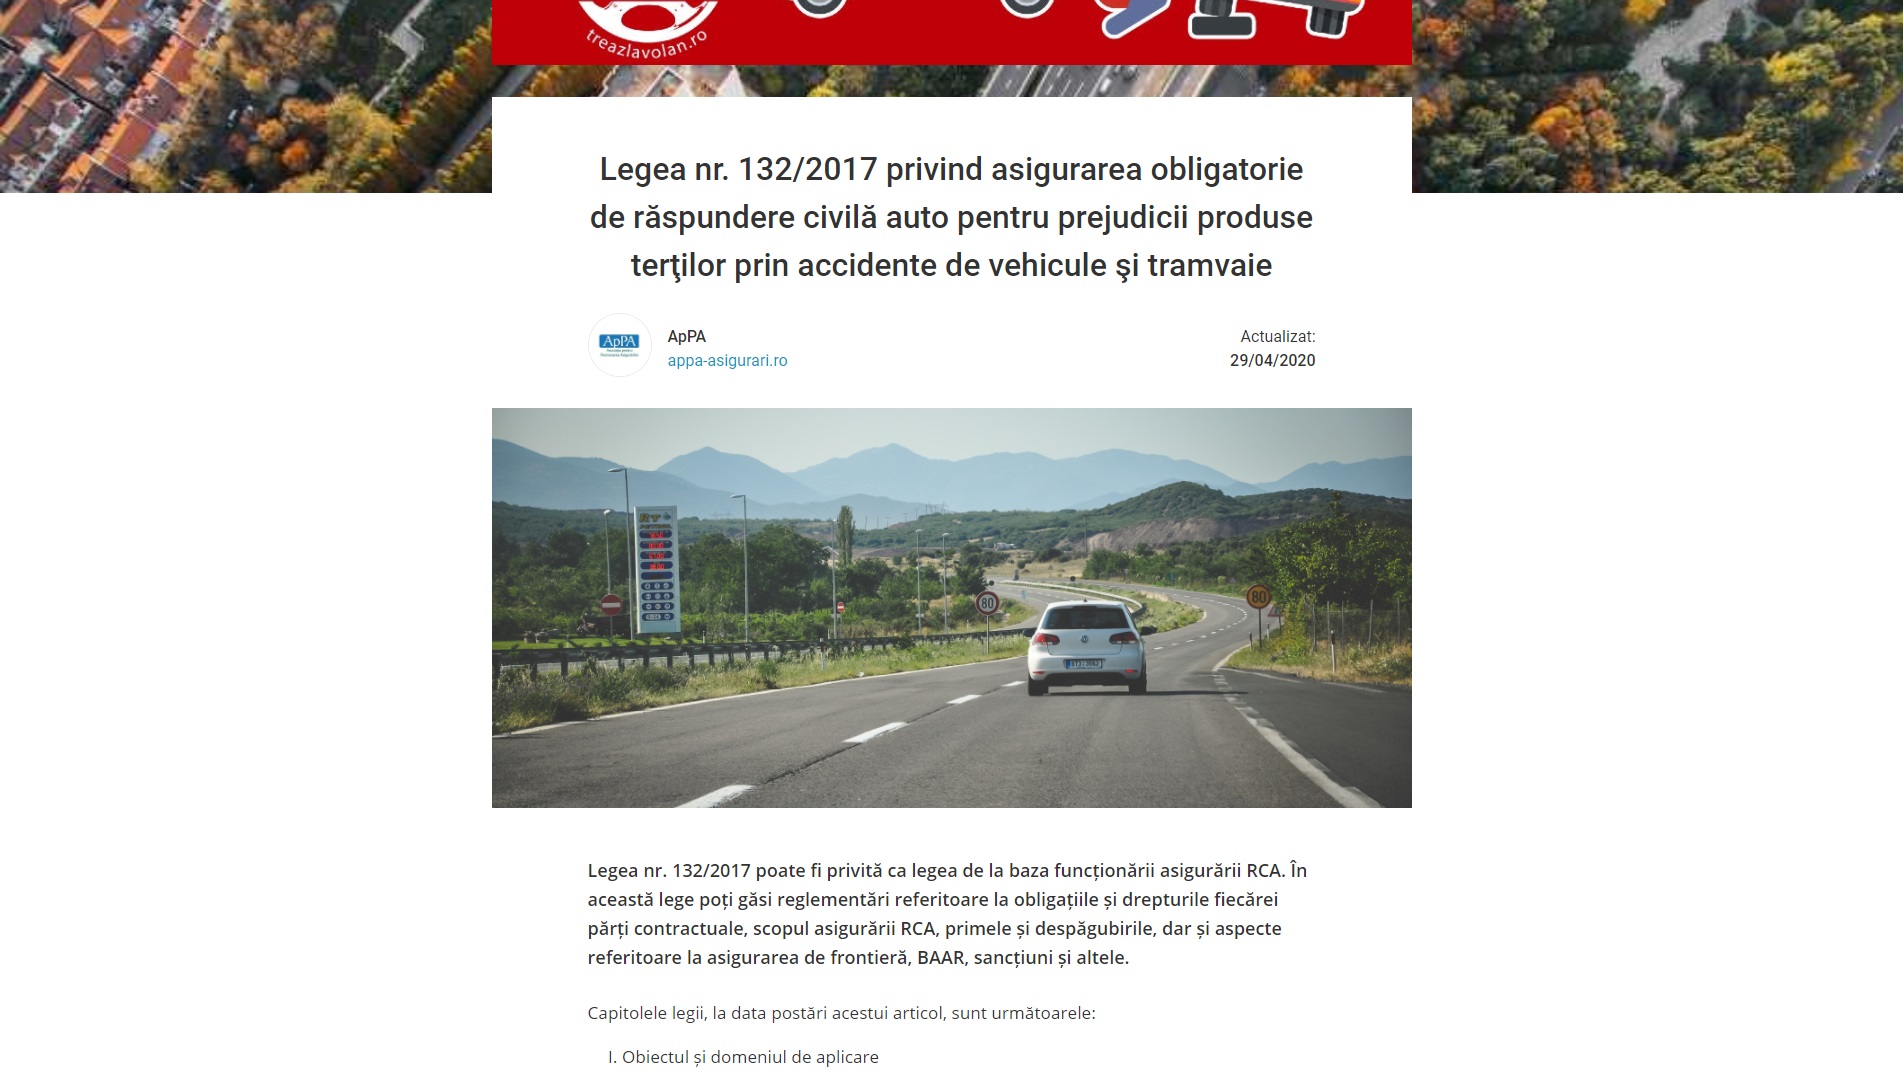 treazlavolan.ro
Legea nr. 132/2017 privind asigurarea obligatorie
de răspundere civilă auto pentru prejudicii produse
terţilor prin accidente de vehicule şi tramvaie
ApPA
ApPA
appa-asigurari.ro
Actualizat:
29/04/2020
80
80
Legea nr. 132/2017 poate fi privită ca legea de la baza funcționării asigurării RCA. În
această lege poți găsi reglementări referitoare la obligațiile și drepturile fiecărei
părți contractuale, scopul asigurării RCA, primele și despăgubirile, dar și aspecte
referitoare la asigurarea de frontieră, BAAR, sancțiuni și altele.
Capitolele legii, la data postări acestui articol, sunt următoarele:
I. Obiectul și domeniul de aplicare